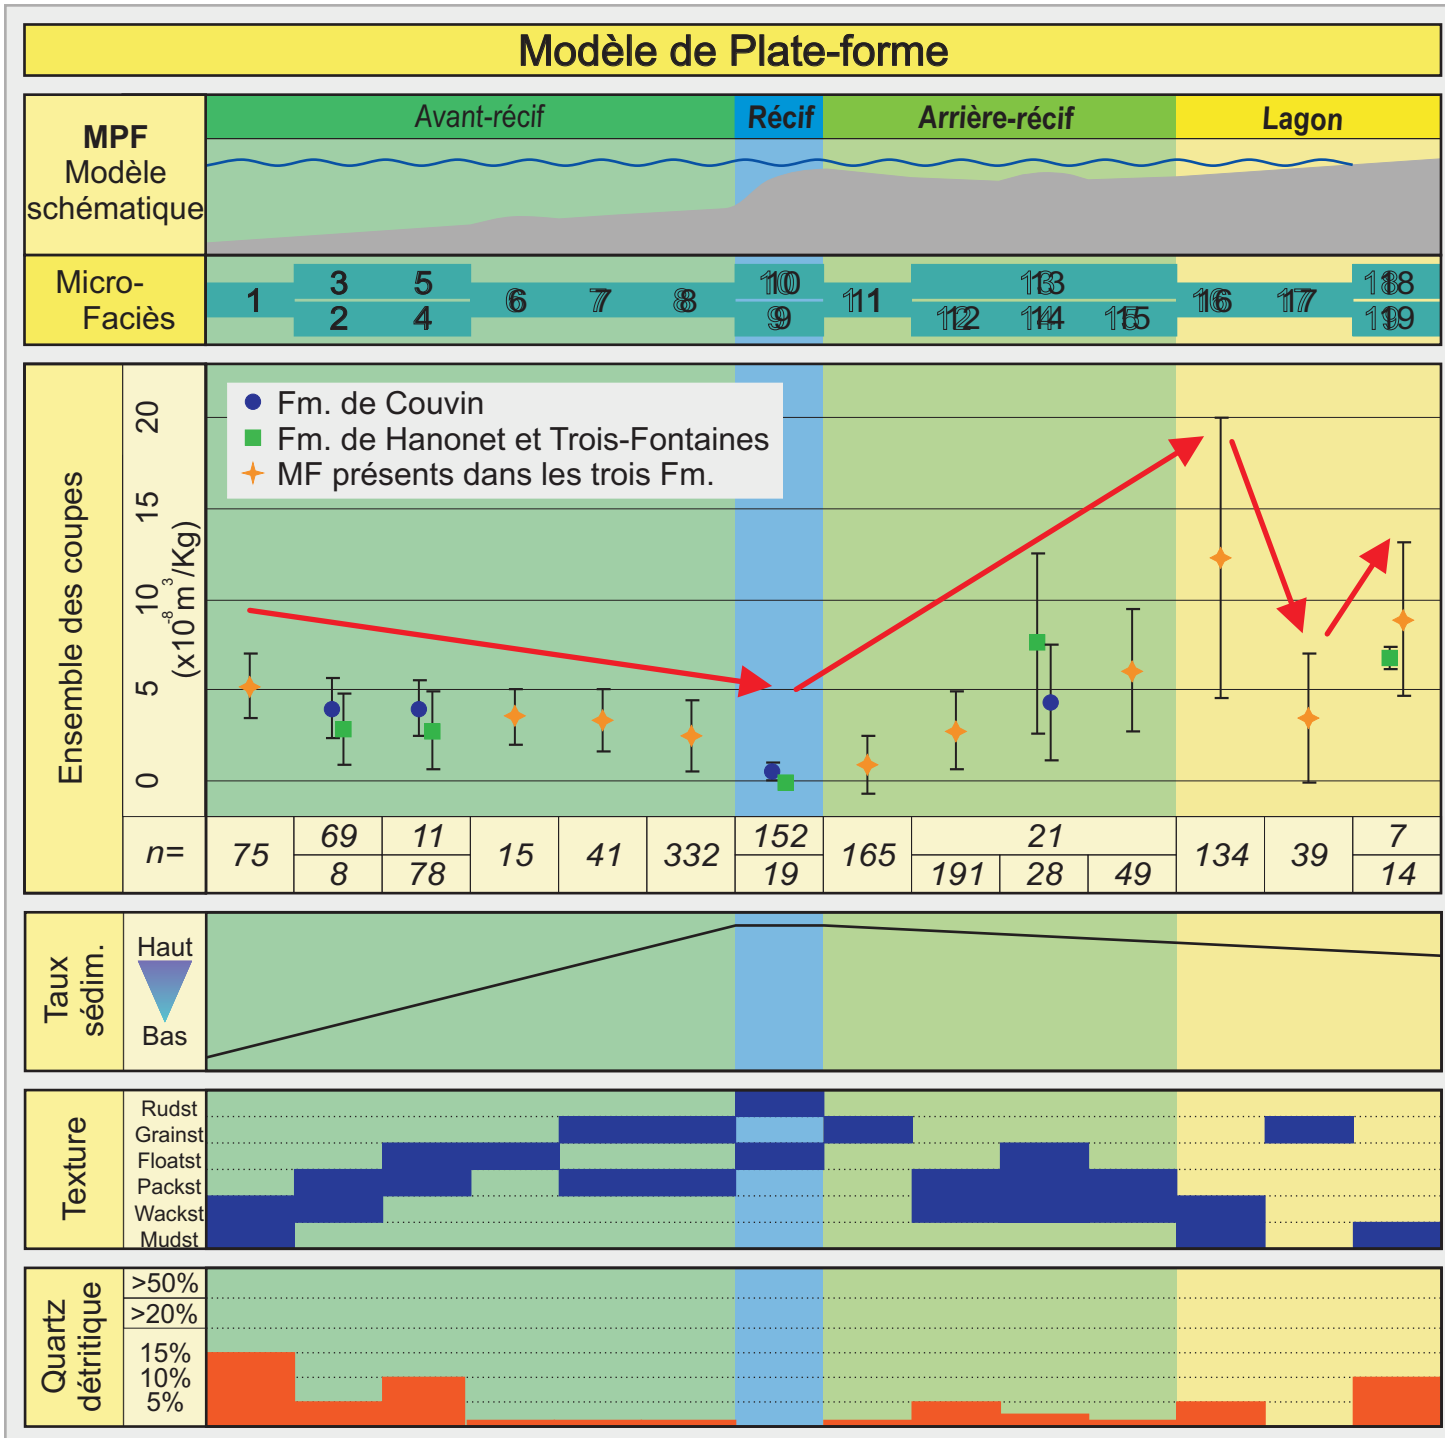 Modèle de Plate-forme
MPF
Modèle
schématique
Avant-récif
Récif
Arrière-récif
Lagon
Micro-
Faciès
1
3
2
5
4
6
7
8
10
9
11
13
12
14
15
16
17
18
19
Ensemble des coupes
(x10⁻⁸ m³/Kg)
20
15
10
5
0
Fm. de Couvin
Fm. de Hanonet et Trois-Fontaines
MF présents dans les trois Fm.
n=
75
69
8
11
78
15
41
332
152
19
165
21
191
28
49
134
39
7
14
Taux
sédim.
Haut
Bas
Texture
Rudst
Grainst
Floatst
Packst
Wackst
Mudst
Quartz
détritique
>50%
>20%
15%
10%
5%